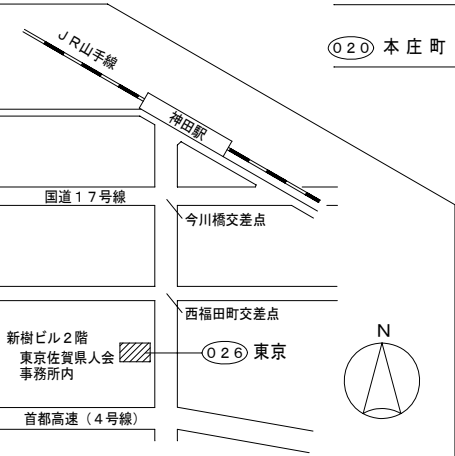 020 本庄町
JR山手線
神田駅
国道17号線
今川橋交差点
西福田町交差点
新樹ビル2階
東京佐賀県人会
事務所内
026 東京
N
首都高速（4号線）